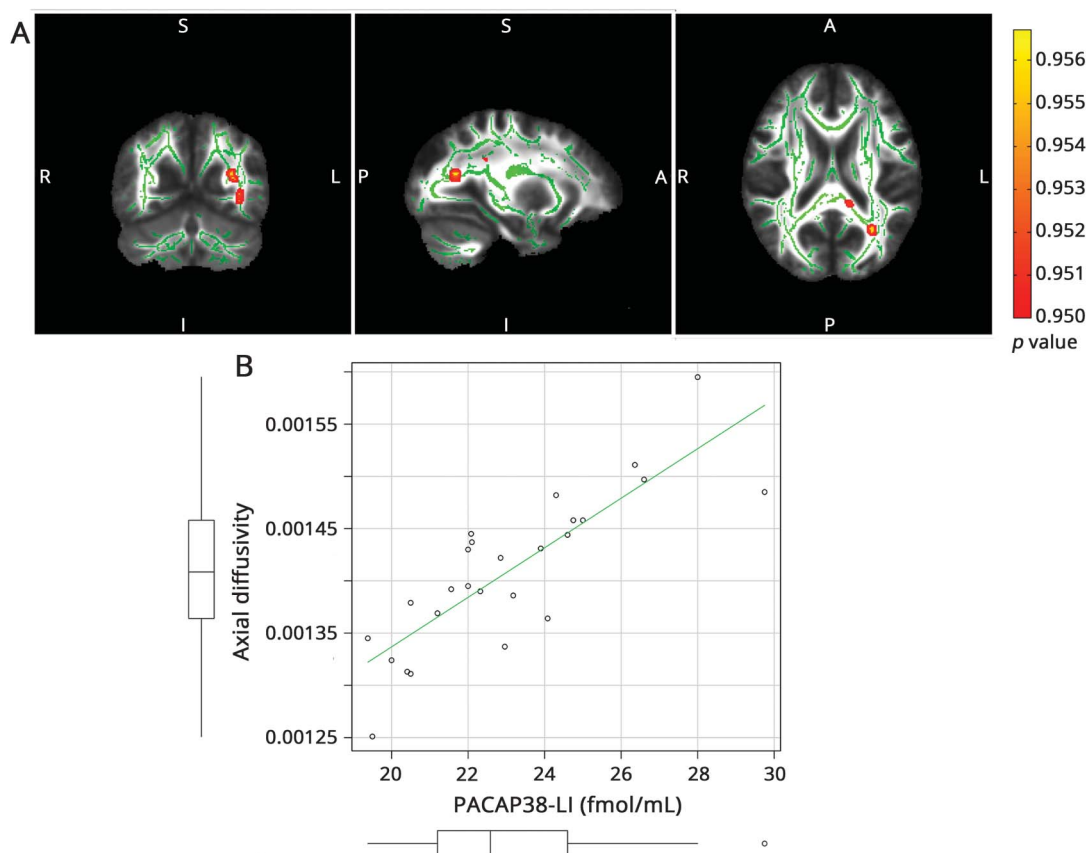 A
S
R
L
I
S
P
A
I
A
R
L
P
0.956
0.955
0.954
0.953
0.952
0.951
0.950
p value
B
Axial diffusivity
0.00155
0.00145
0.00135
0.00125
20 22 24 26 28 30
PACAP38-LI (fmol/mL)